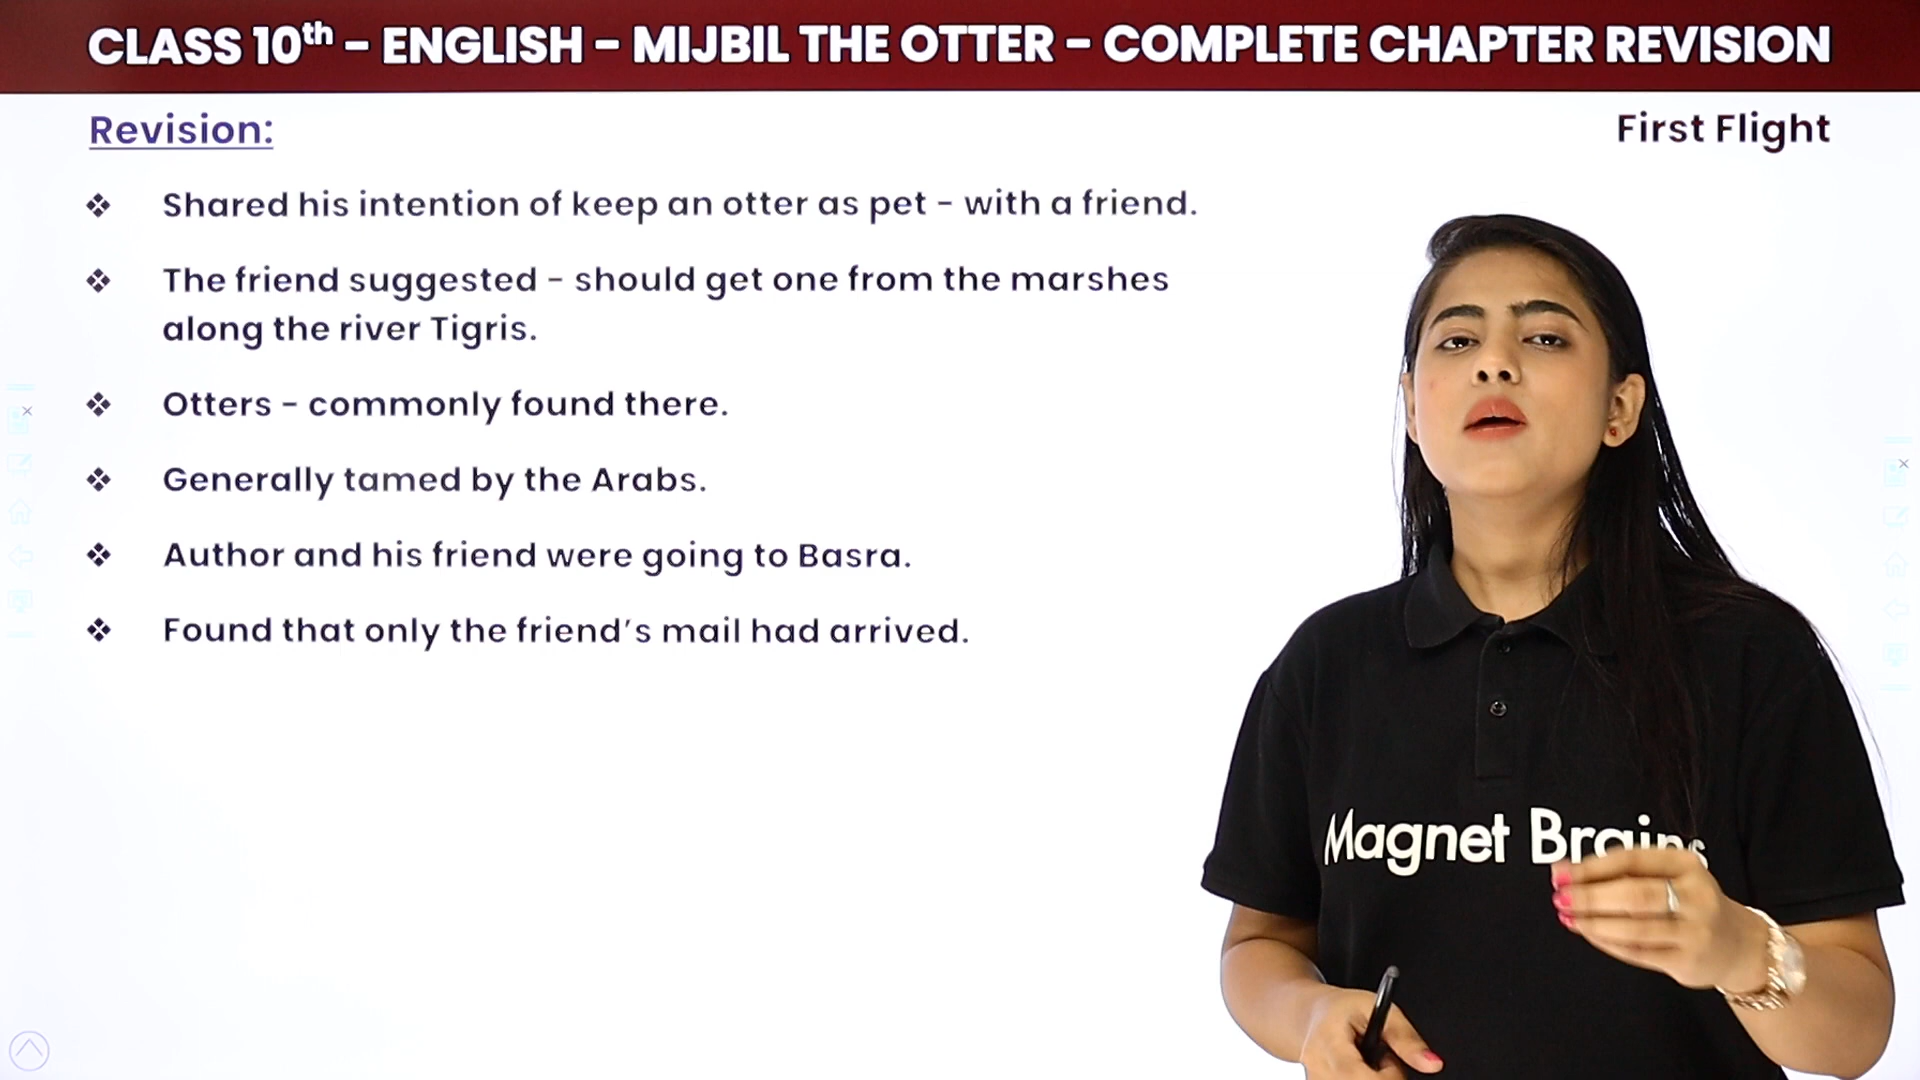 CLASS 10th – ENGLISH – MIJBIL THE OTTER – COMPLETE CHAPTER REVISION
Revision:
First Flight
❖ Shared his intention of keep an otter as pet – with a friend.
❖ The friend suggested – should get one from the marshes
along the river Tigris.
❖ Otters – commonly found there.
❖ Generally tamed by the Arabs.
❖ Author and his friend were going to Basra.
❖ Found that only the friend's mail had arrived.
Magnet Brains